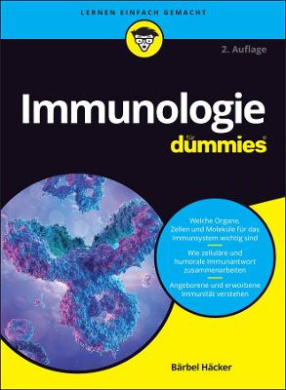 LERNEN EINFACH GEMACHT
2. Auflage
Immunologie
für
dummies®
Welche Organe,
Zellen und Moleküle für das
Immunsystem wichtig sind
Wie zelluläre und
humorale Immunantwort
zusammenarbeiten
Angeborene und erworbene
Immunität verstehen
Bärbel Häcker